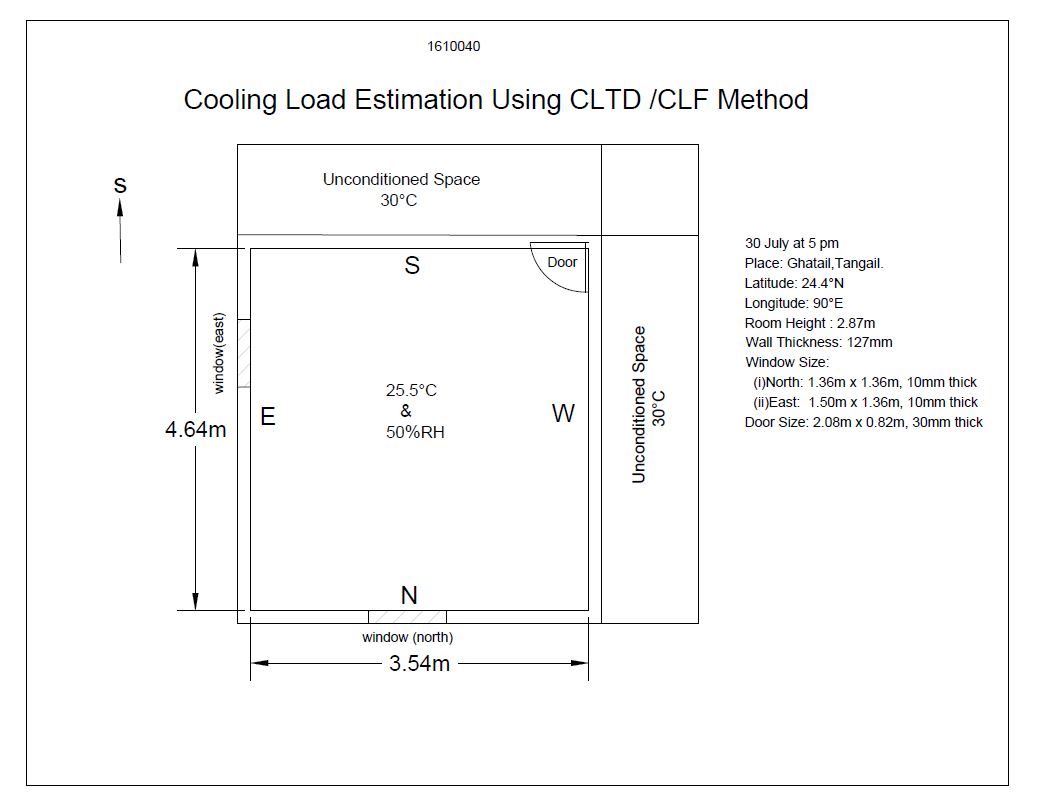 1610040
Cooling Load Estimation Using CLTD /CLF Method
Unconditioned Space
30°C
S
S
Door
window(east)
E
4.64m
25.5°C
&
50%RH
W
Unconditioned Space
30°C
N
window (north)
3.54m
30 July at 5 pm
Place: Ghatail,Tangail.
Latitude: 24.4°N
Longitude: 90°E
Room Height : 2.87m
Wall Thickness: 127mm
Window Size:
(i)North: 1.36m x 1.36m, 10mm thick
(ii)East: 1.50m x 1.36m, 10mm thick
Door Size: 2.08m x 0.82m, 30mm thick